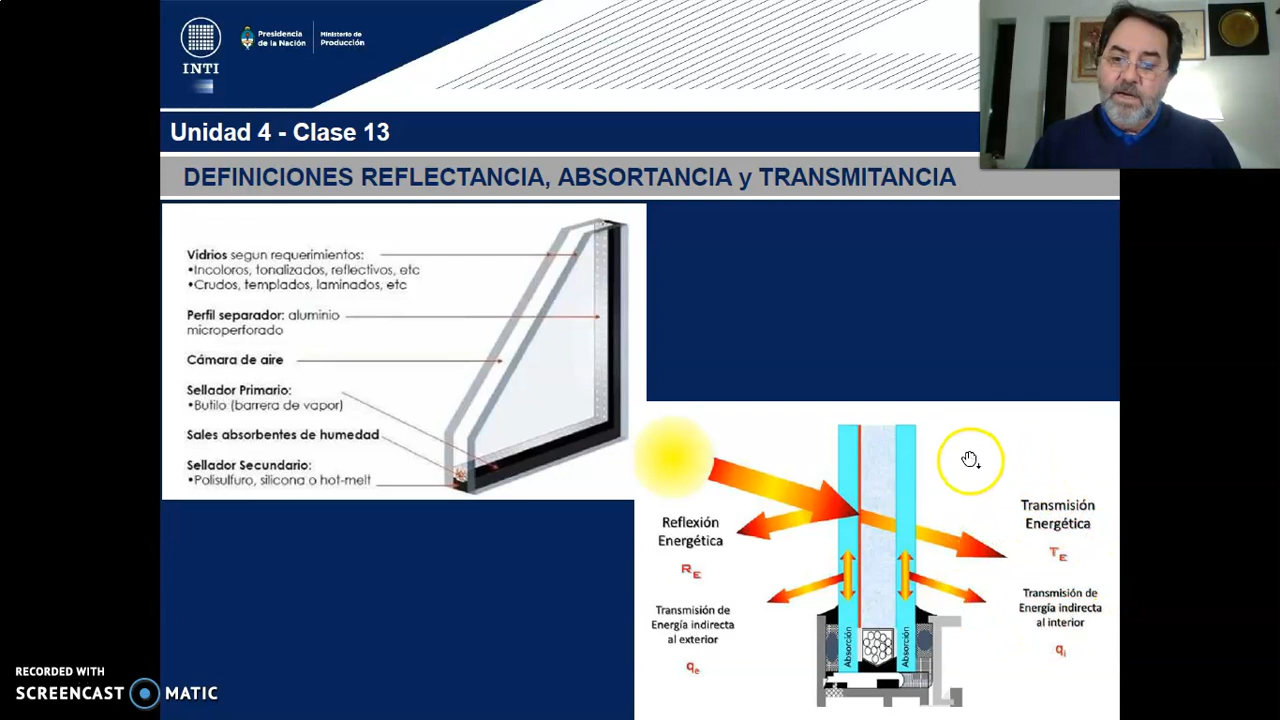 INTI
Presidencia
de la Nación
Ministerio de
Producción
Unidad 4 - Clase 13
DEFINICIONES REFLECTANCIA, ABSORTANCIA y TRANSMITANCIA
Vidrios segun requerimientos:
•Incoloros, tonalizados, reflectivos, etc
•Crudos, templados, laminados, etc
Perfil separador: aluminio
microperforado
Cámara de aire
Sellador Primario:
•Butilo (barrera de vapor)
Sales absorbentes de humedad
Sellador Secundario:
•Polisulfuro, silicona o hot-melt
Reflexión
Energética
RE
Transmisión de
Energía indirecta
al exterior
qe
Absorción
Absorción
Transmisión
Energética
TE
Transmisión de
Energía indirecta
al interior
qi
RECORDED WITH
SCREENCAST MATIC